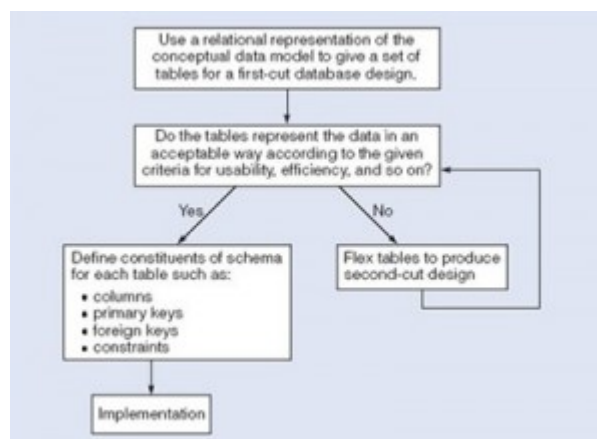 Use a relational representation of the
conceptual data model to give a set of
tables for a first-cut database design.
Do the tables represent the data in an
acceptable way according to the given
criteria for usability, efficiency, and so on?
Yes
No
Define constituents of schema
for each table such as:
• columns
• primary keys
• foreign keys
• constraints
Flex tables to produce
second-cut design
Implementation